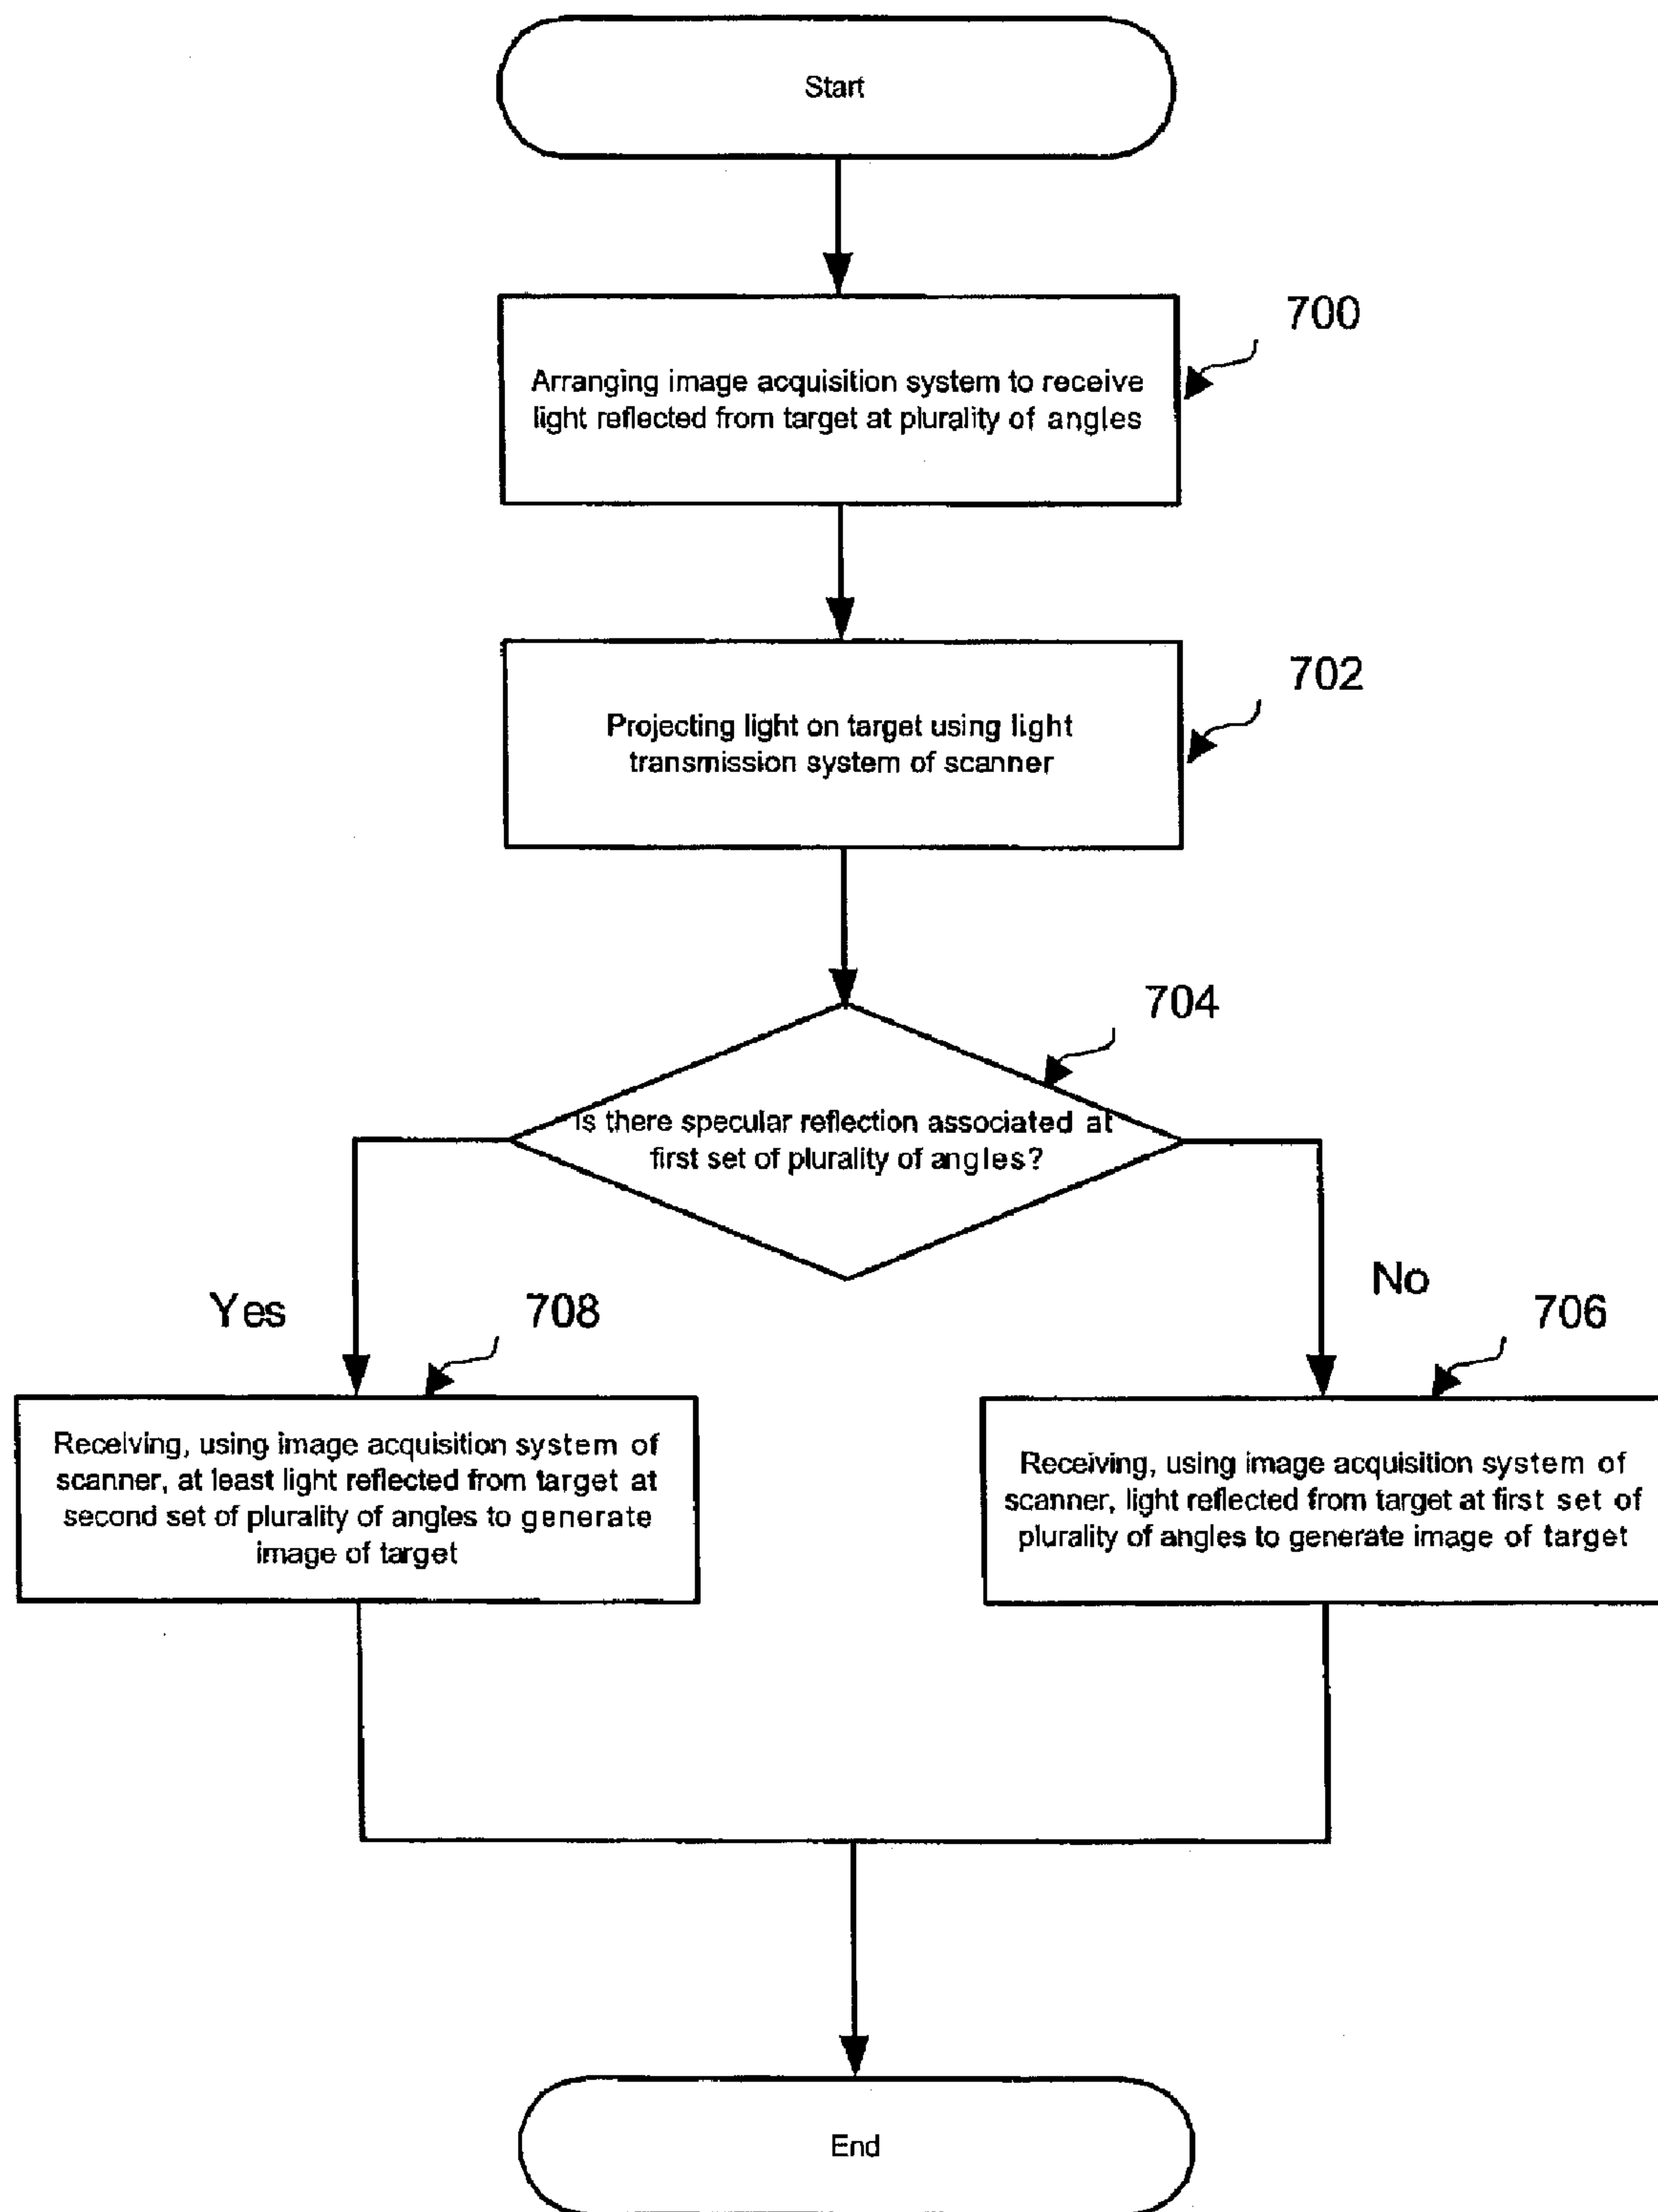 Start
700
Arranging image acquisition system to receive
light reflected from target at plurality of angles
702
Projecting light on target using light
transmission system of scanner
704
Is there specular reflection associated at
first set of plurality of angles?
Yes
708
No
706
Receiving, using image acquisition system of
scanner, at least light reflected from target at
second set of plurality of angles to generate
image of target
Receiving, using image acquisition system of
scanner, light reflected from target at first set of
plurality of angles to generate image of target
End